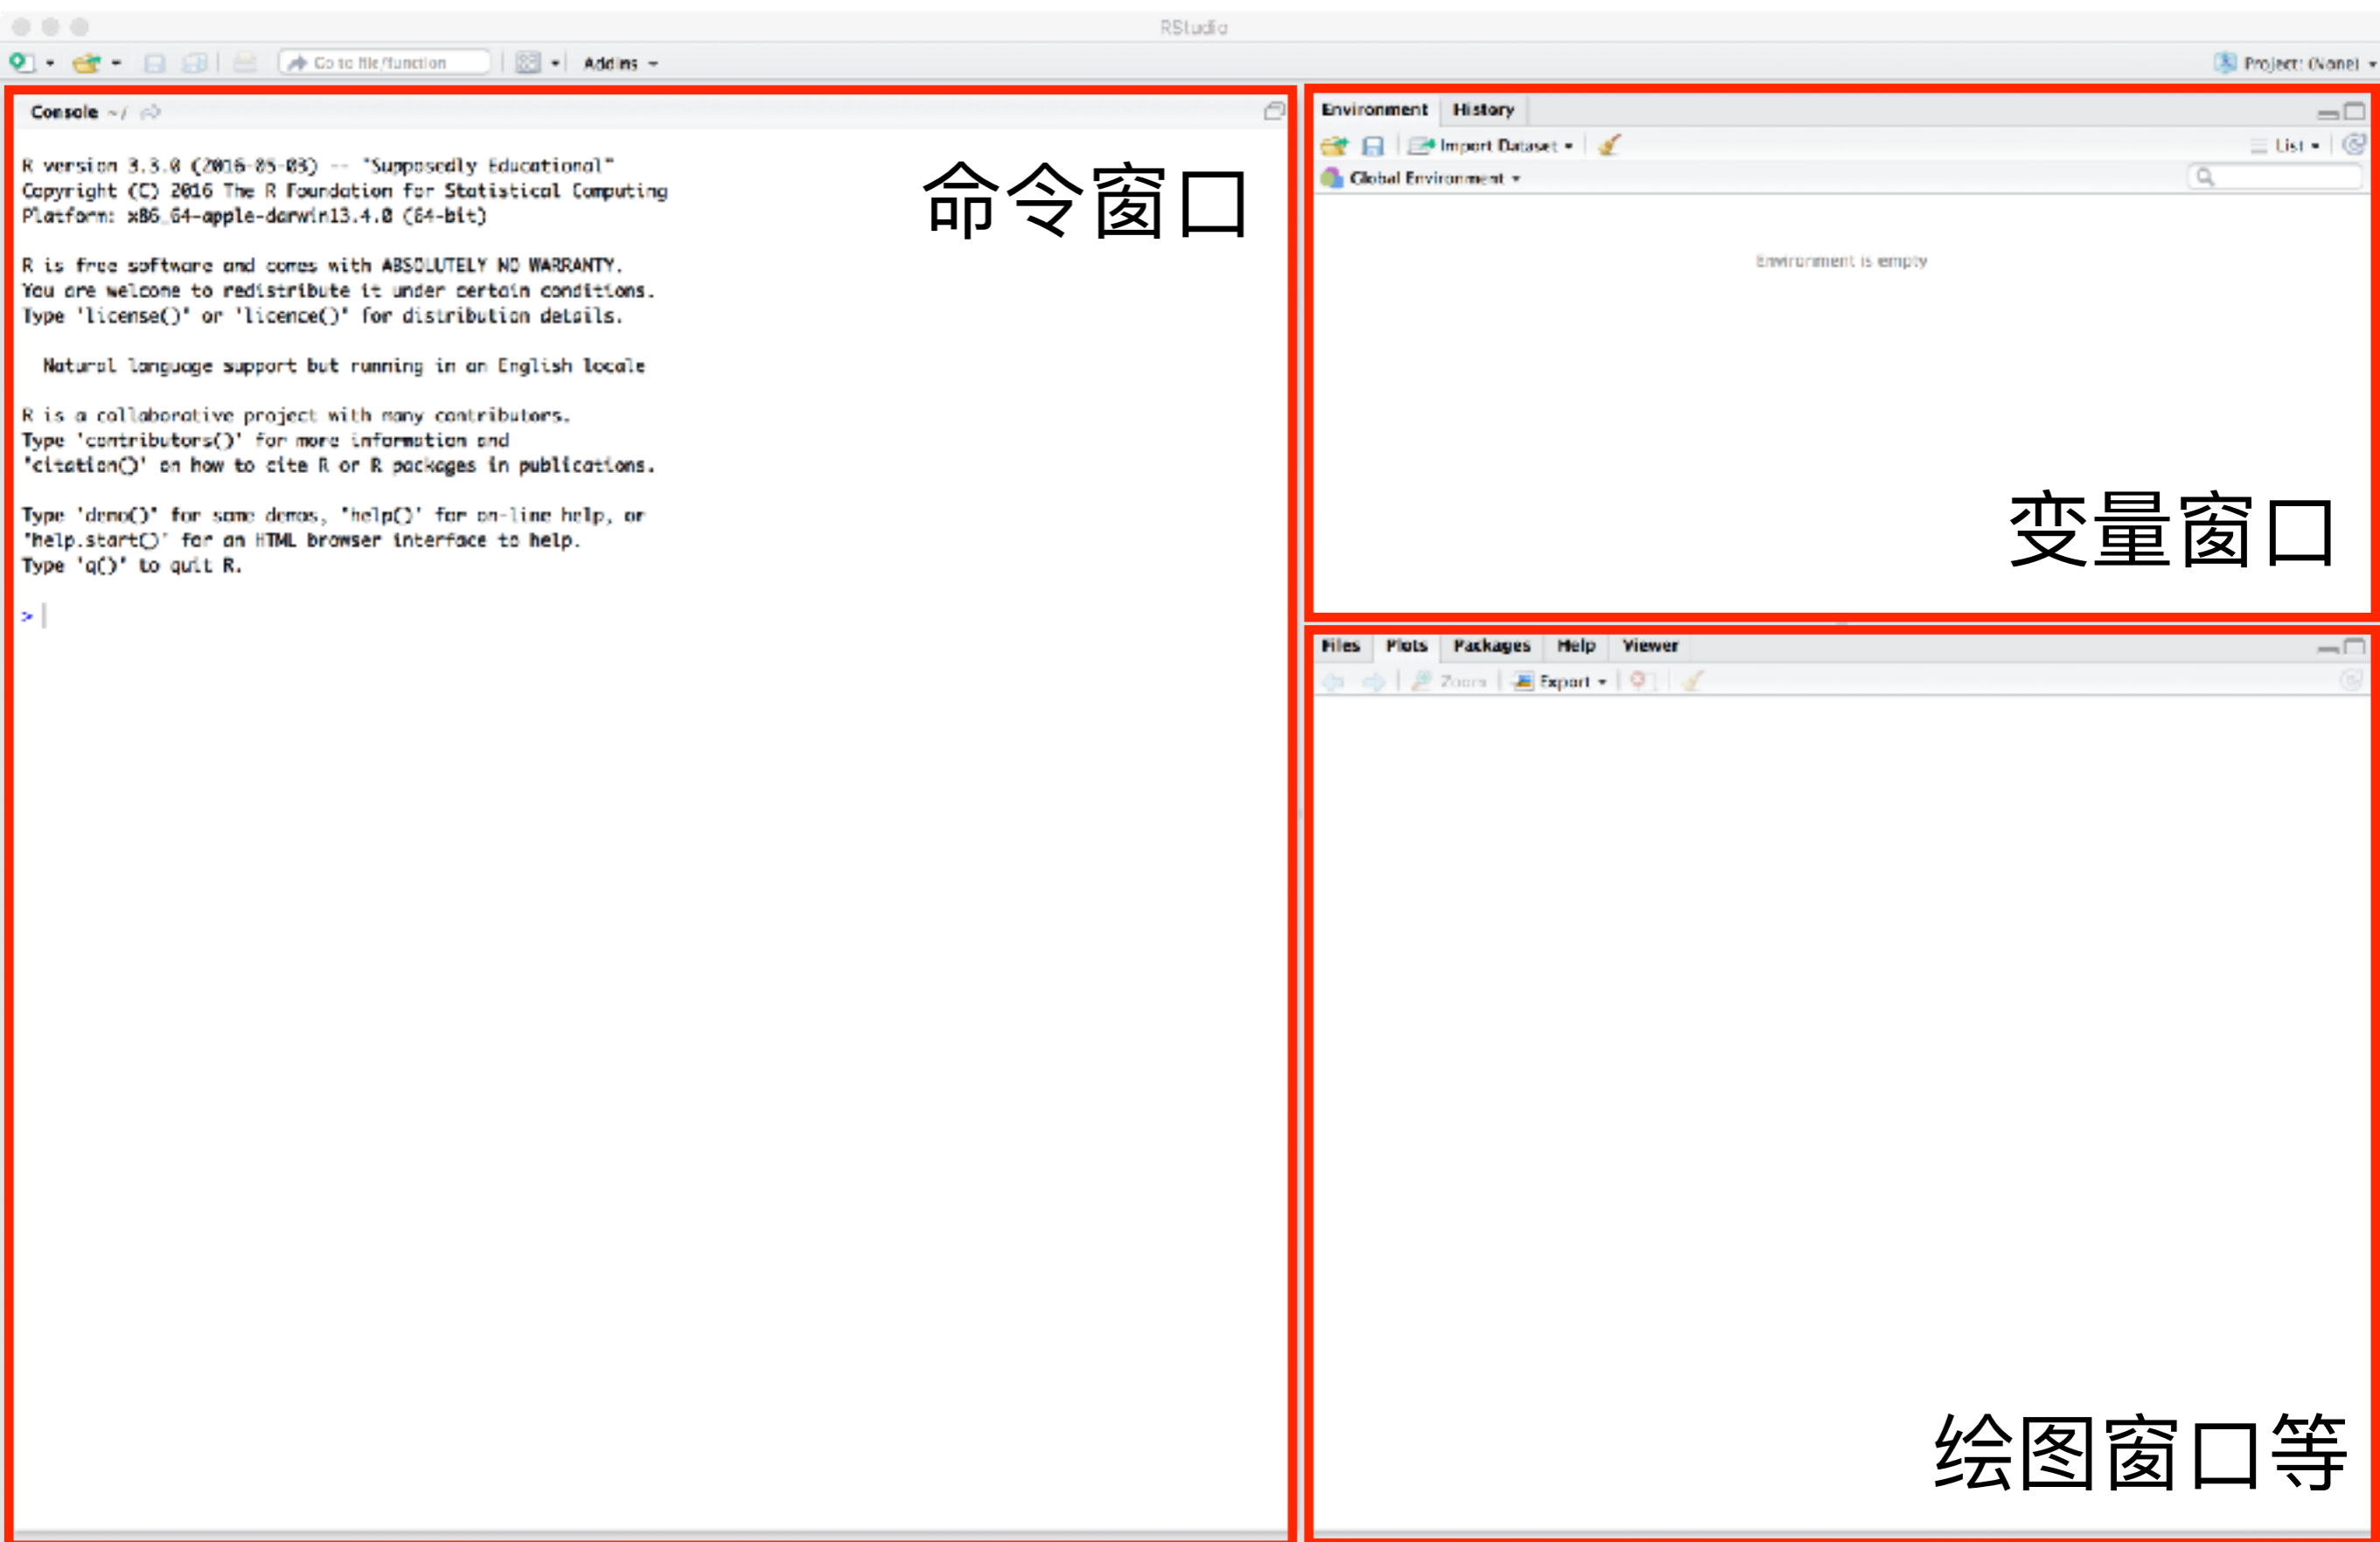 RStudio
Go to file/function
Addins
Project: (None)
Console ~/
R version 3.3.0 (2016-05-03) -- "Supposedly Educational"
Copyright (C) 2016 The R Foundation for Statistical Computing
Platform: x86_64-apple-darwin13.4.0 (64-bit)
R is free software and comes with ABSOLUTELY NO WARRANTY.
You are welcome to redistribute it under certain conditions.
Type 'license()' or 'licence()' for distribution details.
Natural language support but running in an English locale
R is a collaborative project with many contributors.
Type 'contributors()' for more information and
'citation()' on how to cite R or R packages in publications.
Type 'demo()' for some demos, 'help()' for on-line help, or
'help.start()' for an HTML browser interface to help.
Type 'q()' to quit R.
>
命令窗口
Environment History
Import Dataset List
Global Environment
Environment is empty
变量窗口
Files Plots Packages Help Viewer
Zoom Export
绘图窗口等